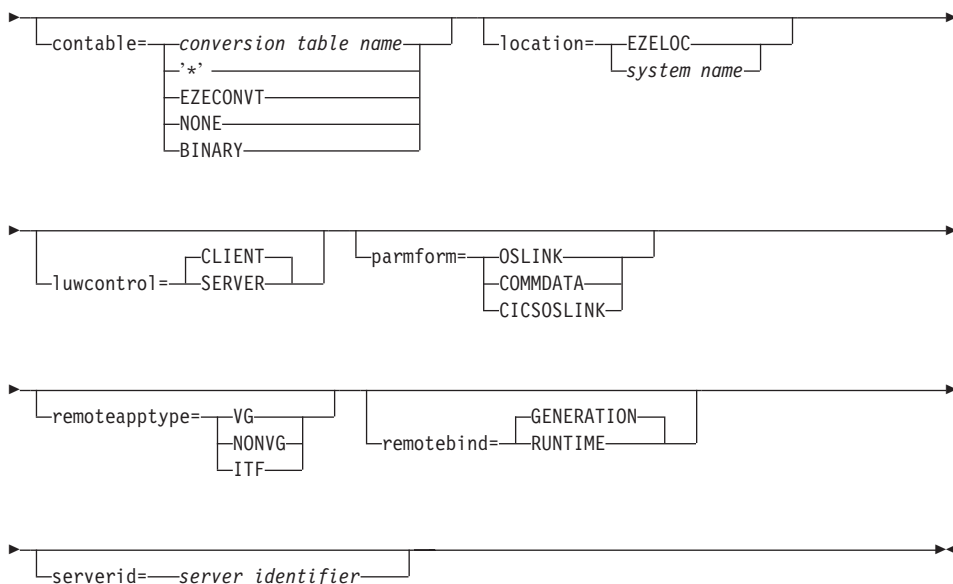 contable= conversion table name location= EZELOC
'*' system name
EZECONVT
NONE
BINARY
CLIENT parmform= OSLINK
luwcontrol= SERVER COMMDATA
CICSOSLINK
remoteapptype= VG GENERATION
NONVG remotebind= RUNTIME
ITF
serverid= server identifier